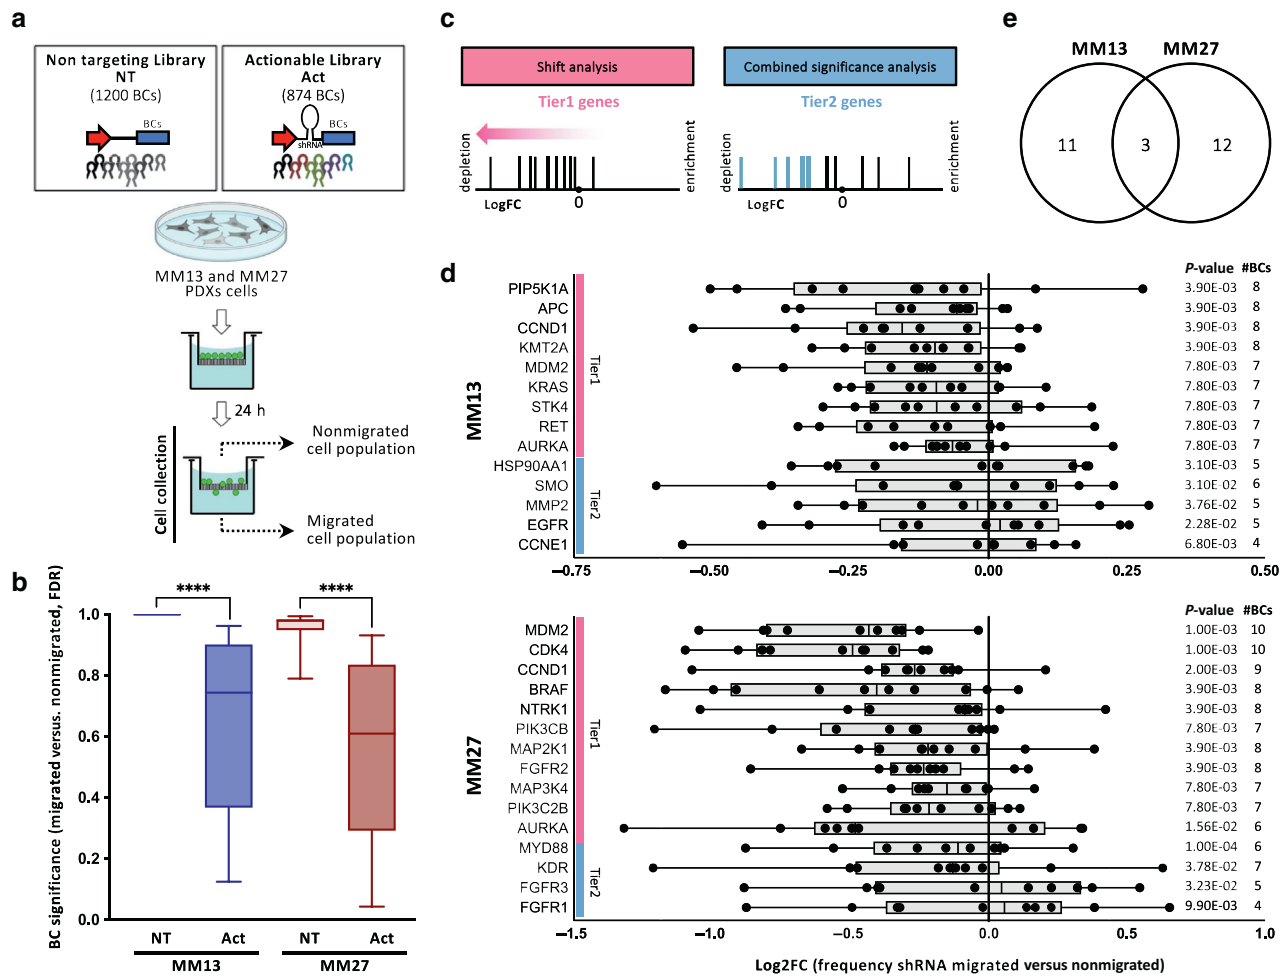 a
Non targeting Library
NT
(1200 BCs)
BCs
Actionable Library
Act
(874 BCs)
BCs
shRNA
MM13 and MM27
PDXs cells
24 h
Cell collection
Nonmigrated
cell population
Migrated
cell population
b
BC significance (migrated versus. nonmigrated, FDR)
1.0
0.8
0.6
0.4
0.2
0.0
****
****
NT Act NT Act
MM13 MM27
c
Shift analysis
Tier1 genes
depletion
enrichment
LogFC 0
Combined significance analysis
Tier2 genes
depletion
enrichment
LogFC 0
d
P-value #BCs
MM13
Tier1
Tier2
PIP5K1A 3.90E-03 8
APC 3.90E-03 8
CCND1 3.90E-03 8
KMT2A 3.90E-03 8
MDM2 7.80E-03 7
KRAS 7.80E-03 7
STK4 7.80E-03 7
RET 7.80E-03 7
AURKA 7.80E-03 7
HSP90AA1 3.10E-03 5
SMO 3.10E-02 6
MMP2 3.76E-02 5
EGFR 2.28E-02 5
CCNE1 6.80E-03 4
−0.75 −0.50 −0.25 0.00 0.25 0.50
P-value #BCs
MM27
Tier1
Tier2
MDM2 1.00E-03 10
CDK4 1.00E-03 10
CCND1 2.00E-03 9
BRAF 3.90E-03 8
NTRK1 3.90E-03 8
PIK3CB 7.80E-03 7
MAP2K1 3.90E-03 8
FGFR2 3.90E-03 8
MAP3K4 7.80E-03 7
PIK3C2B 7.80E-03 7
AURKA 1.56E-02 6
MYD88 1.00E-04 6
KDR 3.78E-02 7
FGFR3 3.23E-02 5
FGFR1 9.90E-03 4
−1.5 −1.0 −0.5 0.0 0.5 1.0
Log2FC (frequency shRNA migrated versus nonmigrated)
e
MM13 MM27
11 3 12